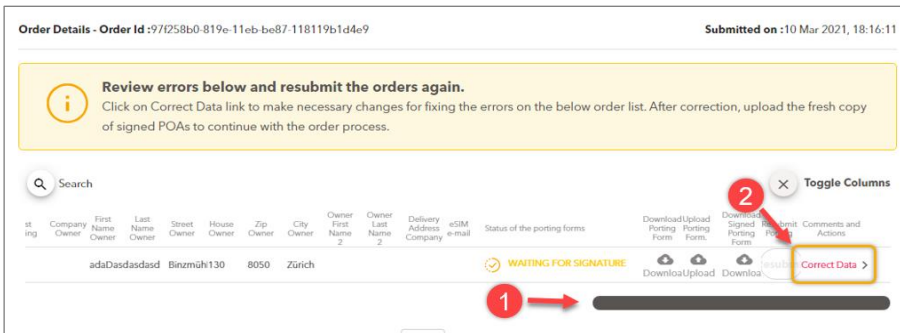 Order Details - Order Id :97f258b0-819e-11eb-be87-118119b1d4e9 Submitted on :10 Mar 2021, 18:16:11
Review errors below and resubmit the orders again.
Click on Correct Data link to make necessary changes for fixing the errors on the below order list. After correction, upload the fresh copy
of signed POAs to continue with the order process.
Search Toggle Columns
2
st Company First Last Street House Zip City Owner Owner Delivery eSIM Status of the porting forms Download Upload Download Comments and
ing Owner Name Name Owner Owner Owner Owner First Last Address e-mail Porting Porting Signed Actions
Owner Owner Name Name Company Form Form. Porting
2 2 Form
adaDasdasdasd Binzmühl 130 8050 Zürich WAITING FOR SIGNATURE Downloa Upload Downloa Correct Data >
1